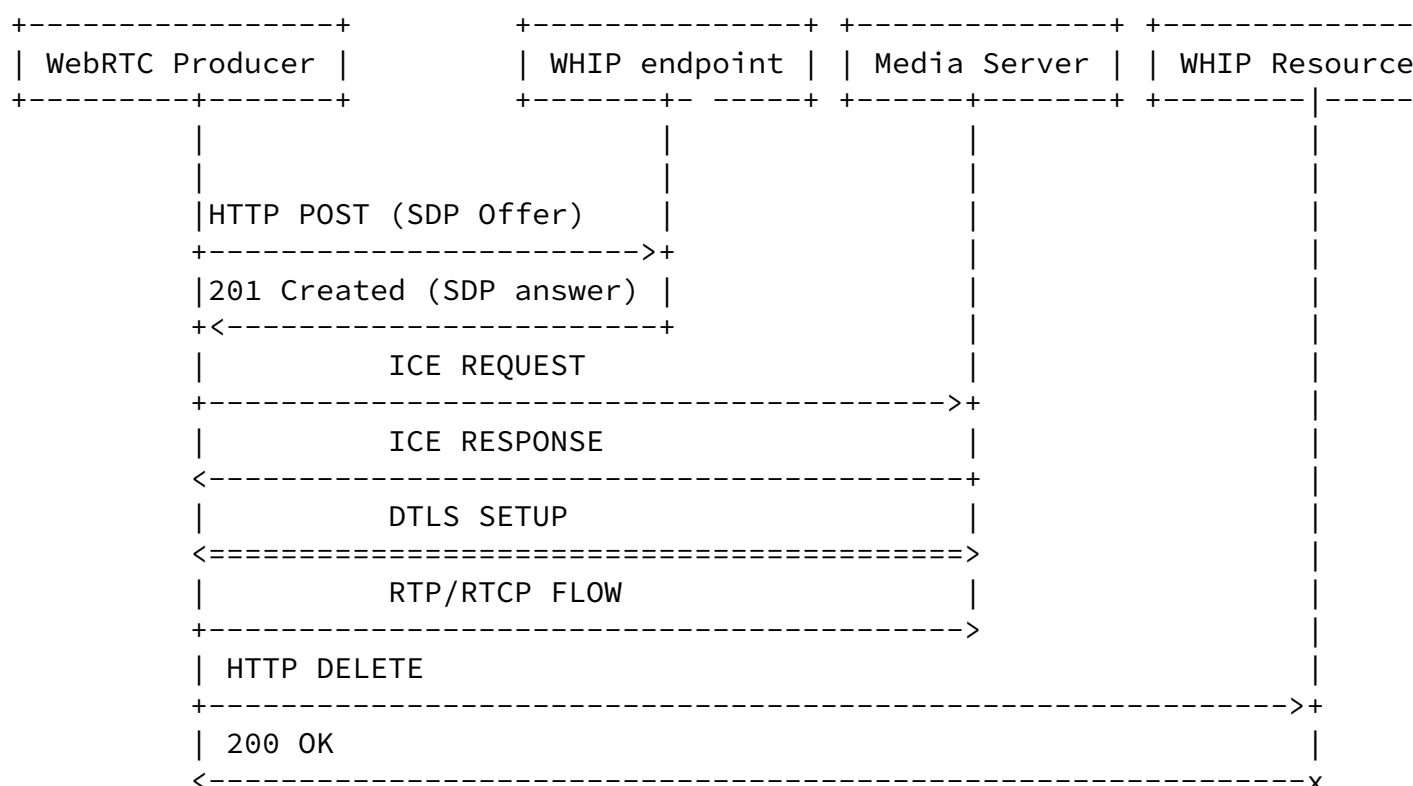 WebRTC Producer WHIP endpoint Media Server WHIP Resource
HTTP POST (SDP Offer)
201 Created (SDP answer)
ICE REQUEST
ICE RESPONSE
DTLS SETUP
RTP/RTCP FLOW
HTTP DELETE
200 OK
x